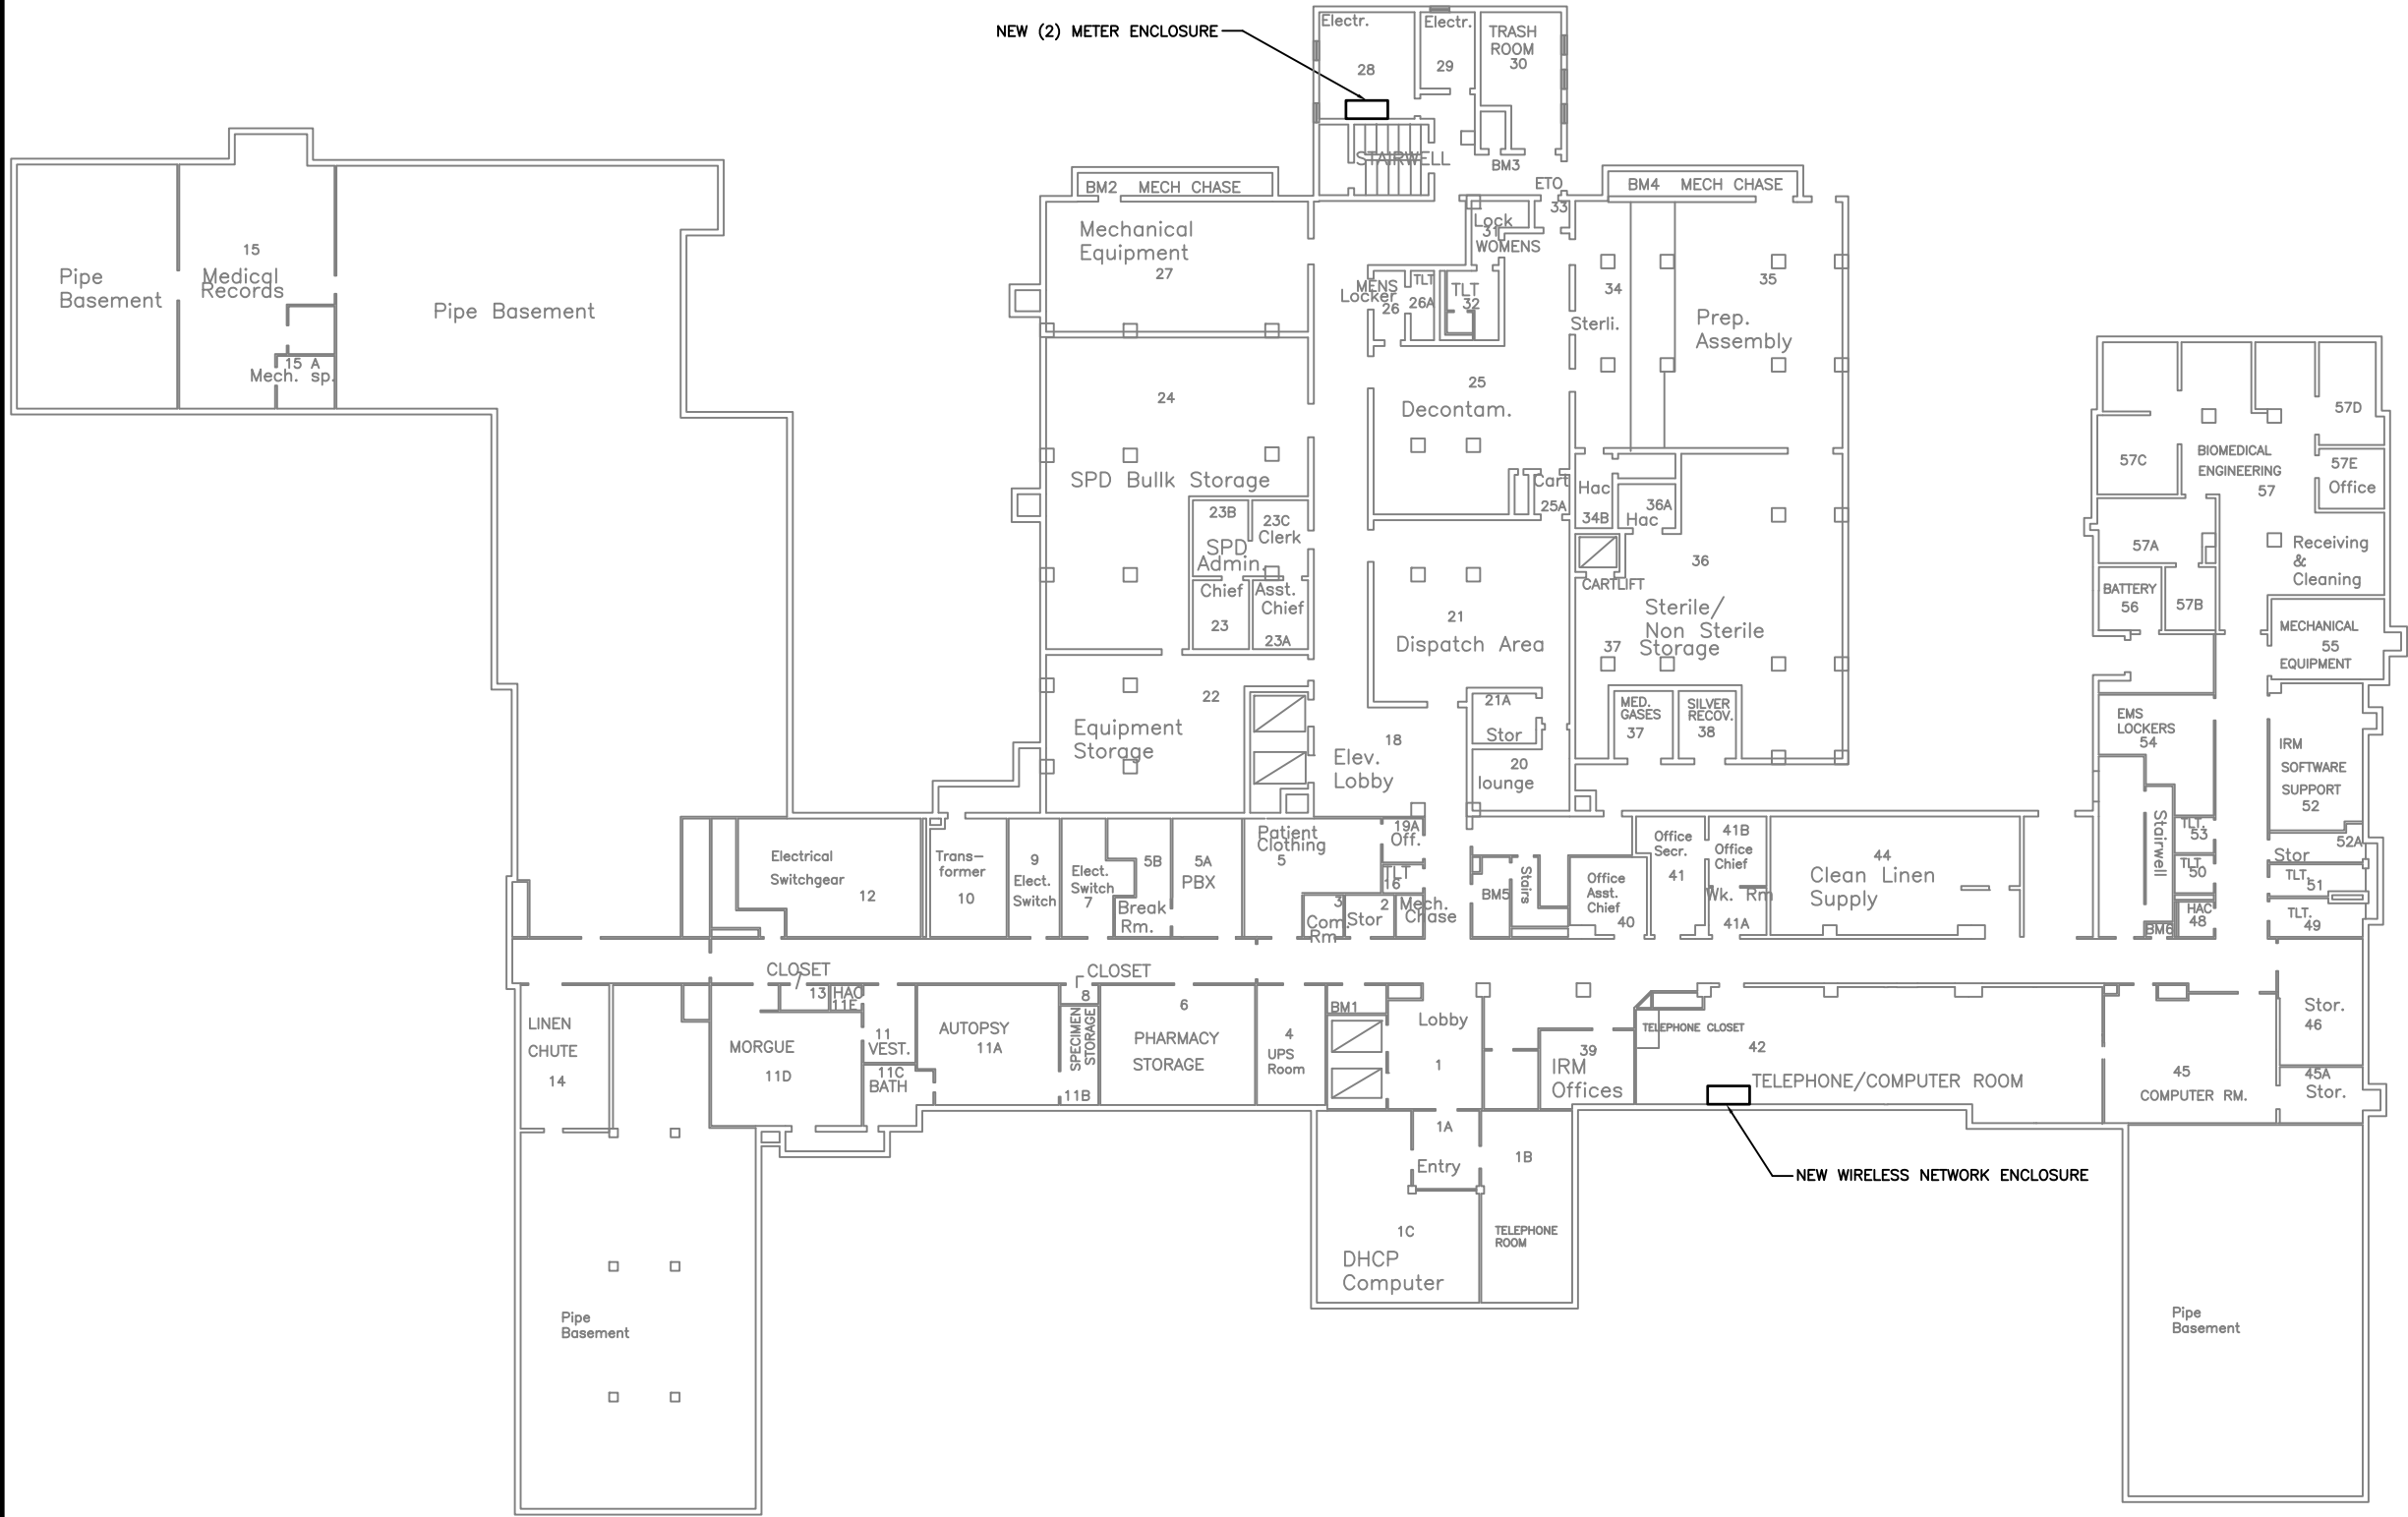 NEW (2) METER ENCLOSURE
Electr.
28
Electr.
29
TRASH
ROOM
30
STAIRWELL
BM3
ETO
33
BM2 MECH CHASE
BM4 MECH CHASE
Pipe
Basement
15
Medical
Records
15 A
Mech. sp.
Pipe Basement
Mechanical
Equipment
27
Lock
31
WOMENS
MENS
Locker
26
TLT
26A
TLT
32
34
Sterli.
35
Prep.
Assembly
24
SPD Bullk Storage
25
Decontam.
Cart
25A
Hac
34B
36A
Hac
23B
23C
Clerk
SPD
Admin.
Chief
23
Asst.
Chief
23A
21
Dispatch Area
CARTLIFT
36
Sterile/
Non Sterile
Storage
37
57D
57C
BIOMEDICAL
ENGINEERING
57
57E
Office
57A
Receiving
&
Cleaning
BATTERY
56
57B
MECHANICAL
55
EQUIPMENT
22
Equipment
Storage
18
Elev.
Lobby
21A
Stor
20
lounge
MED.
GASES
37
SILVER
RECOV.
38
EMS
LOCKERS
54
IRM
SOFTWARE
SUPPORT
52
Stairwell
TLT.
53
52A
Stor
TLT.
50
TLT.
51
HAC
48
TLT.
49
BM6
Electrical
Switchgear
12
Trans-
former
10
9
Elect.
Switch
Elect.
Switch
7
5B
Break
Rm.
5A
PBX
Patient
Clothing
5
19A
Off.
TLT
16
3
Com.
Rm
2
Stor
Mech.
Chase
BM5
Stairs
Office
Asst.
Chief
40
Office
Secr.
41
41B
Office
Chief
Wk. Rm
41A
44
Clean Linen
Supply
CLOSET
13
HAC
11E
CLOSET
8
LINEN
CHUTE
14
MORGUE
11D
11
VEST.
11C
BATH
AUTOPSY
11A
SPECIMEN
STORAGE
11B
6
PHARMACY
STORAGE
4
UPS
Room
BM1
Lobby
1
39
IRM
Offices
TELEPHONE CLOSET
42
TELEPHONE/COMPUTER ROOM
45
COMPUTER RM.
Stor.
46
45A
Stor.
1A
Entry
1B
TELEPHONE
ROOM
1C
DHCP
Computer
NEW WIRELESS NETWORK ENCLOSURE
Pipe
Basement
Pipe
Basement